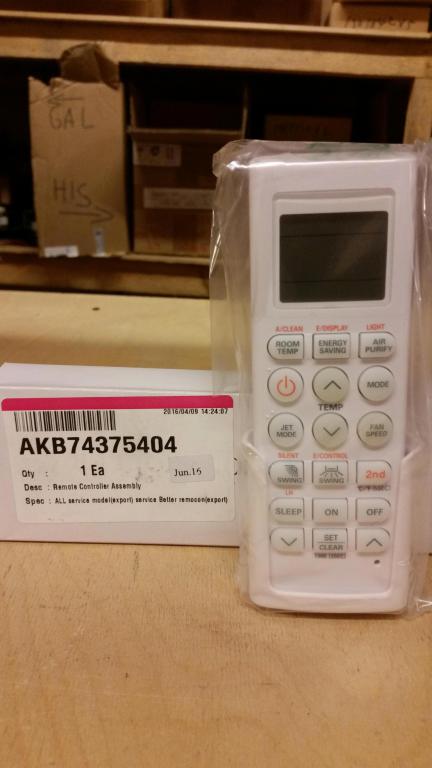 GAL
HIS
2016/04/09 14:24:07
AKB74375404
Qty : 1 Ea
Jun.16
Desc : Remote Controller Assembly
Spec : ALL service model(export) service Better remocon(export)
A/CLEAN E/DISPLAY LIGHT
ROOM TEMP ENERGY SAVING AIR PURIFY
MODE
TEMP
JET MODE FAN SPEED
SILENT E/CONTROL
SWING SWING 2nd
LR °C/°F 5SEC
SLEEP ON OFF
SET
CLEAR